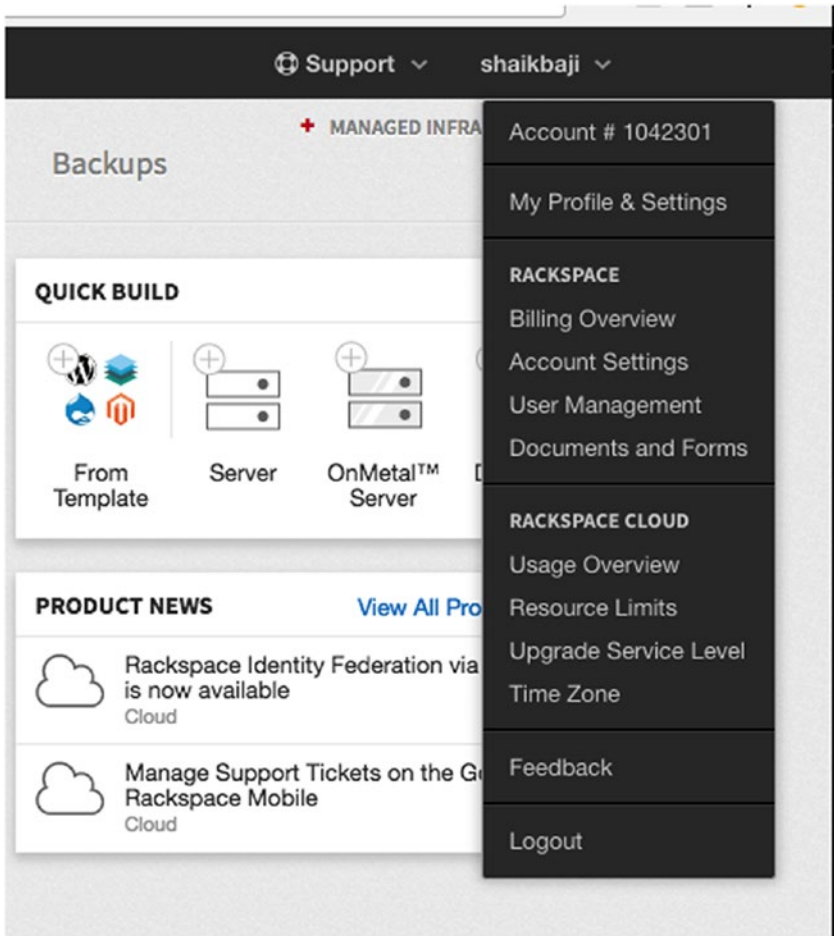 Support
shaikbaji
MANAGED INFRA
Backups
Account # 1042301
My Profile & Settings
RACKSPACE
Billing Overview
Account Settings
User Management
Documents and Forms
RACKSPACE CLOUD
Usage Overview
Resource Limits
Upgrade Service Level
Time Zone
Feedback
Logout
QUICK BUILD
From
Template
Server
OnMetal™
Server
PRODUCT NEWS
View All Pro
Rackspace Identity Federation via
is now available
Cloud
Manage Support Tickets on the G
Rackspace Mobile
Cloud